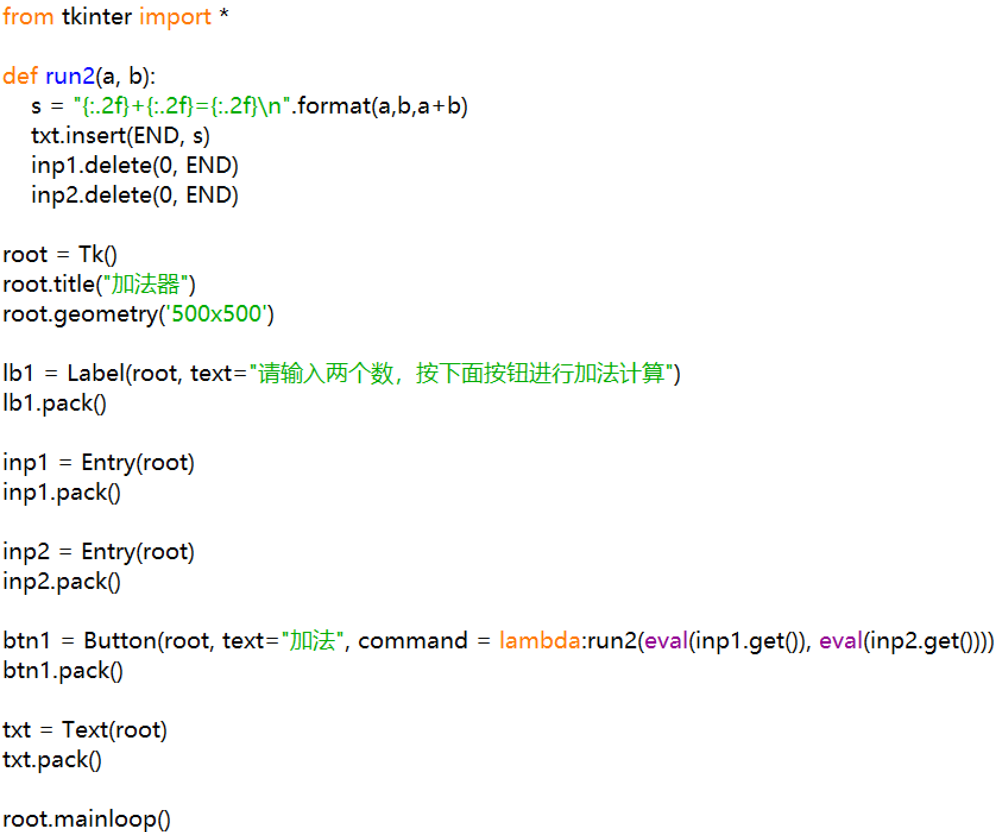 from tkinter import *
def run2(a, b):
    s = "{:.2f}+{:.2f}={:.2f}\n".format(a,b,a+b)
    txt.insert(END, s)
    inp1.delete(0, END)
    inp2.delete(0, END)
root = Tk()
root.title("加法器")
root.geometry('500x500')
lb1 = Label(root, text="请输入两个数，按下面按钮进行加法计算")
lb1.pack()
inp1 = Entry(root)
inp1.pack()
inp2 = Entry(root)
inp2.pack()
btn1 = Button(root, text="加法", command = lambda:run2(eval(inp1.get()), eval(inp2.get())))
btn1.pack()
txt = Text(root)
txt.pack()
root.mainloop()